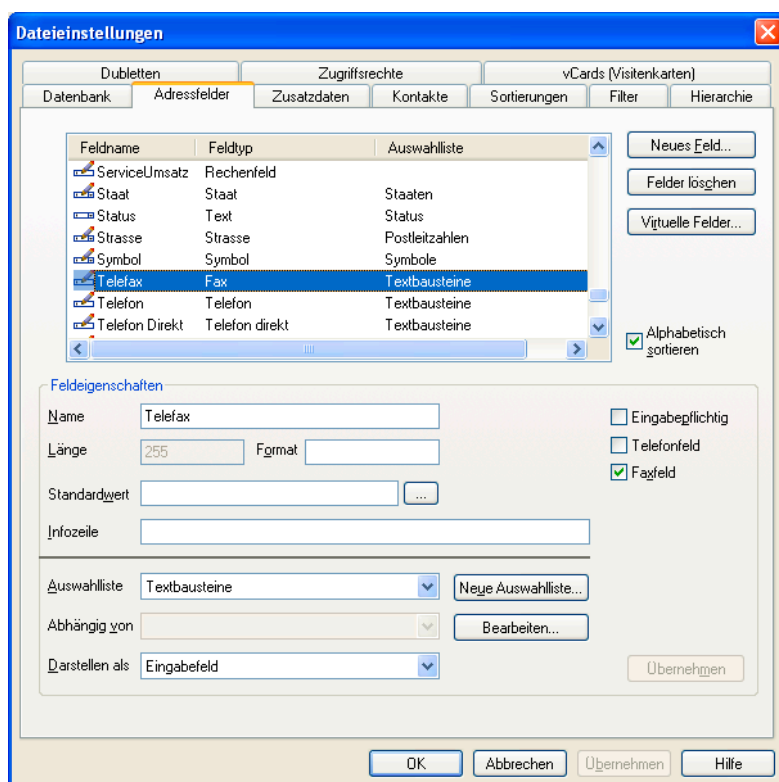 Dateieinstellungen
Dubletten Zugriffsrechte vCards (Visitenkarten)
Datenbank Adressfelder Zusatzdaten Kontakte Sortierungen Filter Hierarchie
Feldname Feldtyp Auswahlliste
ServiceUmsatz Rechenfeld
Staat Staat Staaten
Status Text Status
Strasse Strasse Postleitzahlen
Symbol Symbol Symbole
Telefax Fax Textbausteine
Telefon Telefon Textbausteine
Telefon Direkt Telefon direkt Textbausteine
Neues Feld...
Felder löschen
Virtuelle Felder...
Alphabetisch
sortieren
Feldeigenschaften
Name Telefax
Länge 255 Format
Standardwert ...
Infozeile
Eingabepflichtig
Telefonfeld
Faxfeld
Auswahlliste Textbausteine Neue Auswahlliste...
Abhängig von Bearbeiten...
Darstellen als Eingabefeld Übernehmen
OK Abbrechen Übernehmen Hilfe